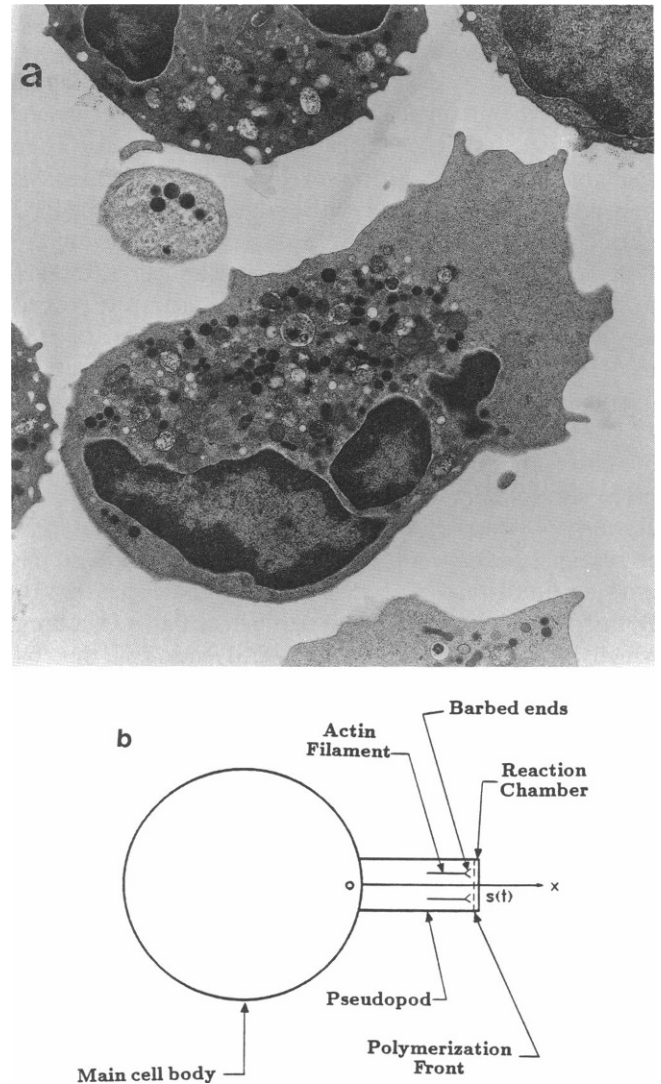 a
b
Barbed ends
Actin
Filament
Reaction
Chamber
o
x
s(t)
Pseudopod
Polymerization
Front
Main cell body